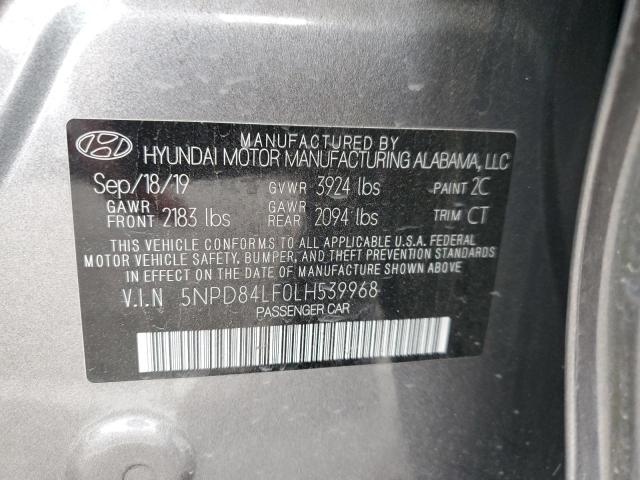 MANUFACTURED BY
HYUNDAI MOTOR MANUFACTURING ALABAMA, LLC
Sep/18/19 GVWR 3924 lbs PAINT 2C
GAWR FRONT 2183 lbs GAWR REAR 2094 lbs TRIM CT
THIS VEHICLE CONFORMS TO ALL APPLICABLE U.S.A. FEDERAL
MOTOR VEHICLE SAFETY, BUMPER, AND THEFT PREVENTION STANDARDS
IN EFFECT ON THE DATE OF MANUFACTURE SHOWN ABOVE.
V.I.N 5NPD84LF0LH539968
PASSENGER CAR